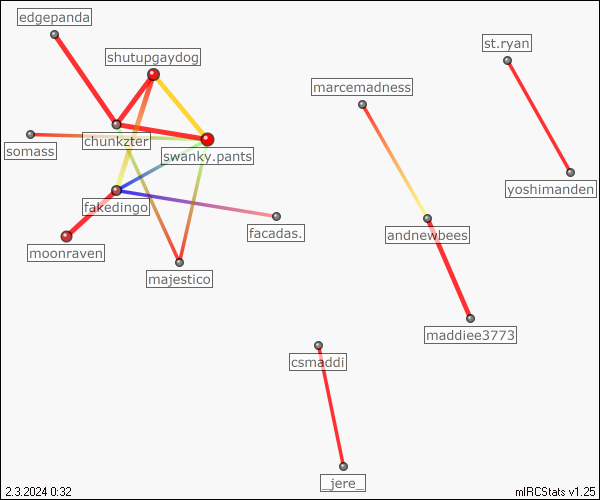 edgepanda
st.ryan
shutupgaydog
marcemadness
chunkzter
somass
swanky.pants
yoshimanden
fakedingo
facadas.
andnewbees
moonraven
majestico
maddiee3773
csmaddi
_jere_
2.3.2024 0:32
mIRCStats v1.25